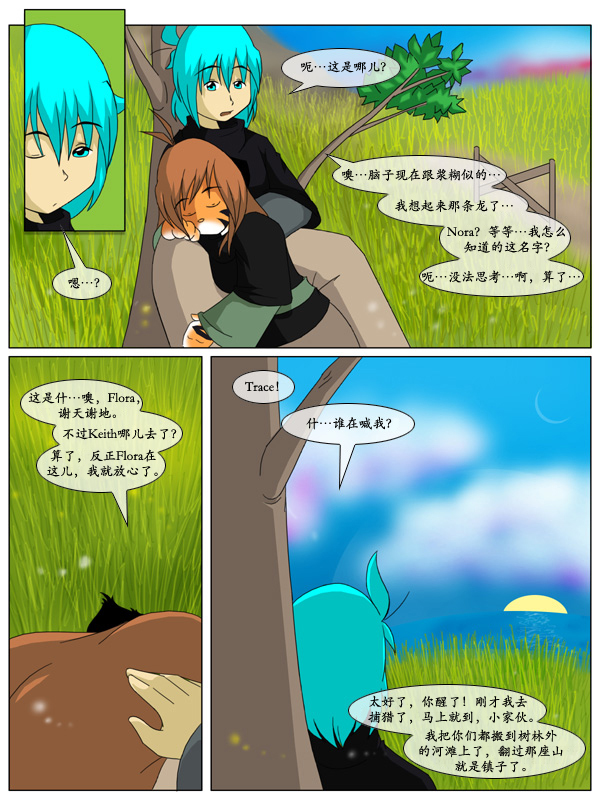 嗯…?
呃…这是哪儿?
噢…脑子现在跟浆糊似的…
我想起来那条龙了…
Nora? 等等…我怎么
知道的这名字?
呃…没法思考…啊，算了…
这是什…噢，Flora，
谢天谢地。
不过Keith哪儿去了?
算了，反正Flora在
这儿，我就放心了。
Trace!
什…谁在喊我?
太好了，你醒了! 刚才我去
捕猎了，马上就到，小家伙。
我把你们都搬到树林外
的河滩上了，翻过那座山
就是镇子了。